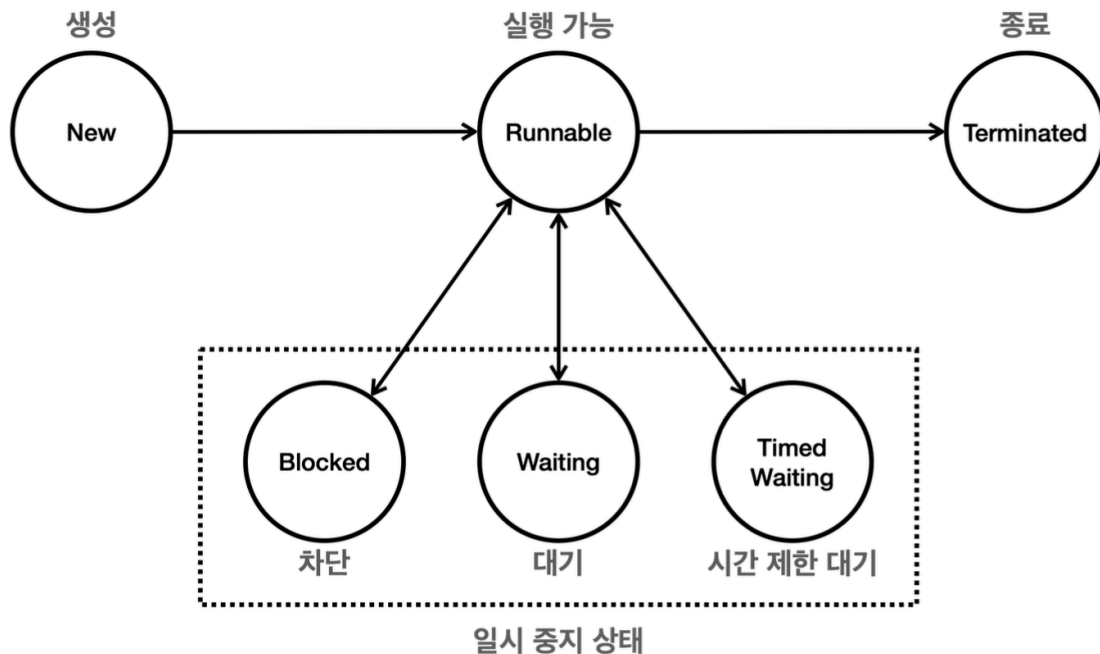 생성
실행 가능
종료
New
Runnable
Terminated
Blocked
Waiting
Timed
Waiting
차단
대기
시간 제한 대기
일시 중지 상태